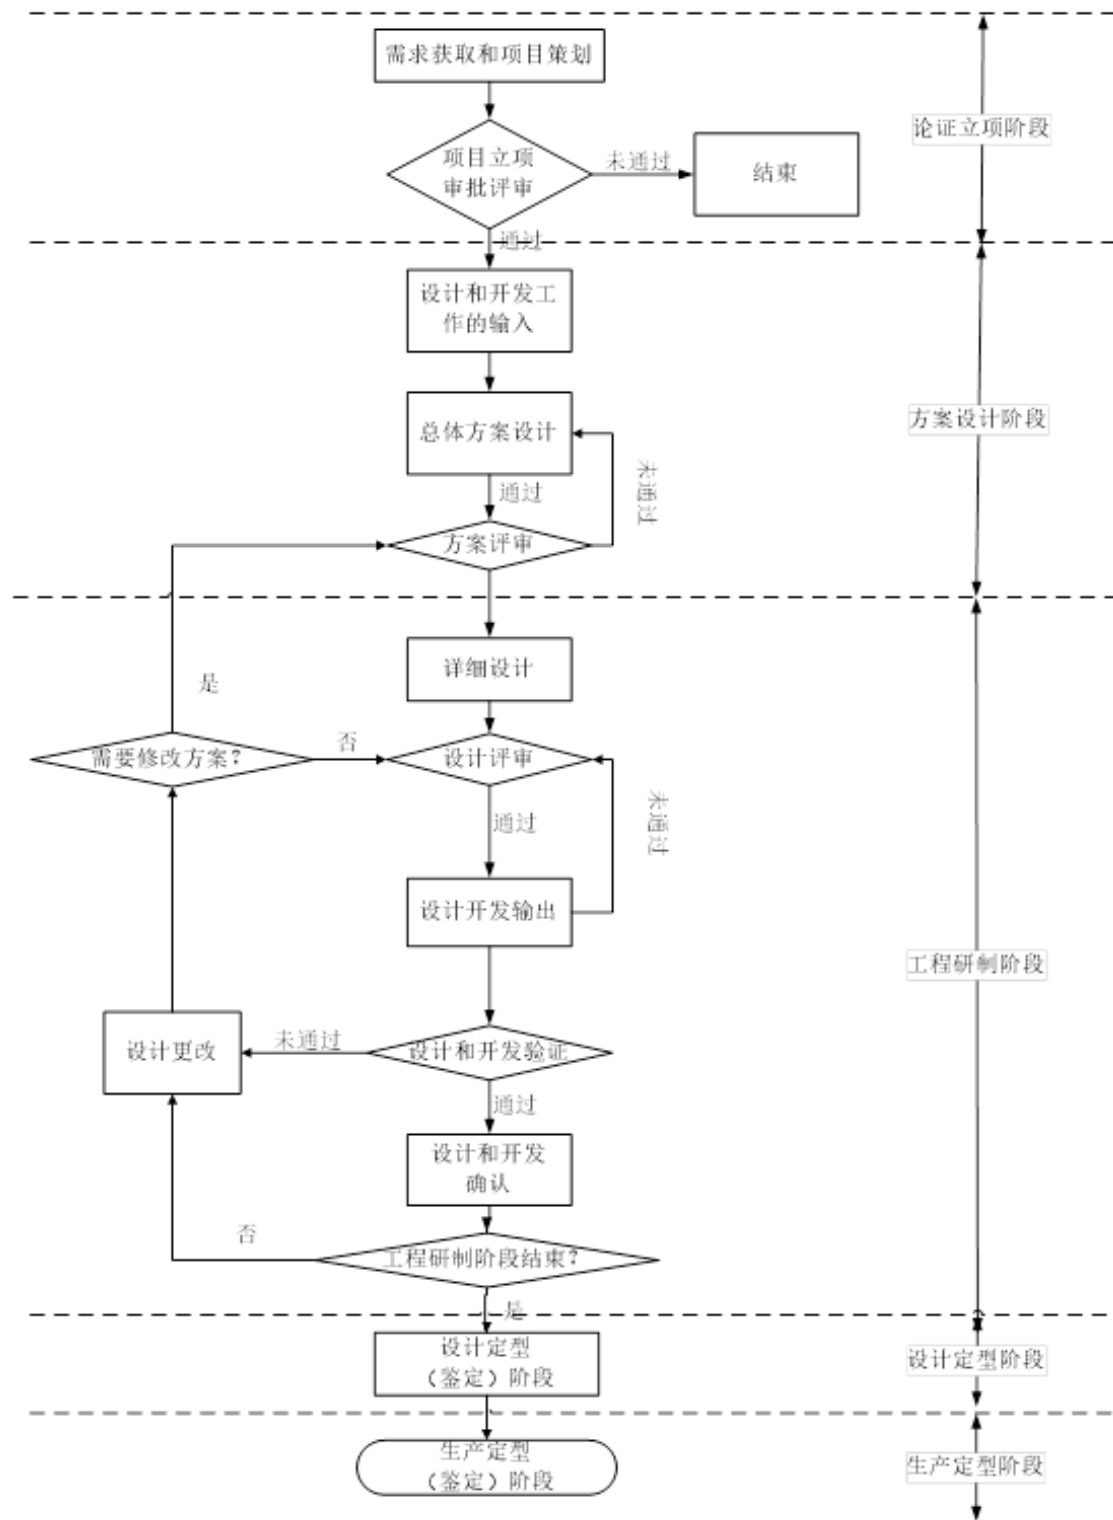 需求获取和项目策划
论证立项阶段
项目立项
审批评审
未通过
结束
通过
设计和开发工
作的输入
方案设计阶段
总体方案设计
未通过
通过
方案评审
详细设计
是
需要修改方案?
否
设计评审
未通过
通过
设计开发输出
工程研制阶段
设计更改
未通过
设计和开发验证
通过
设计和开发
确认
否
工程研制阶段结束?
是
设计定型
（鉴定）阶段
设计定型阶段
生产定型
（鉴定）阶段
生产定型阶段